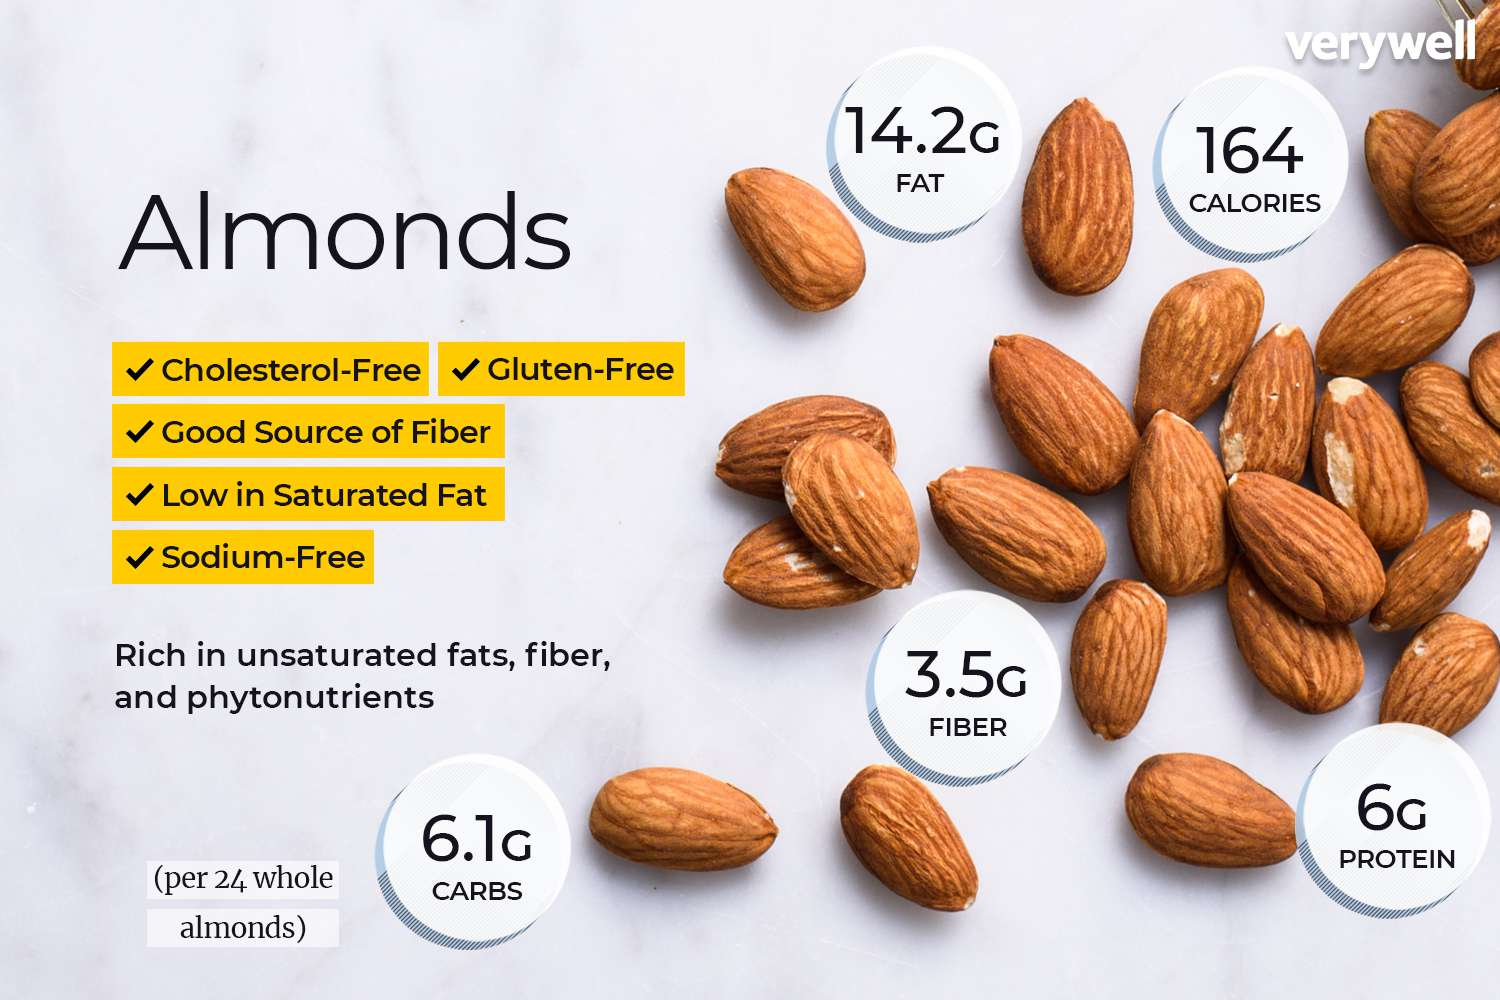 verywell
14.2G
FAT
164
CALORIES
Almonds
✓ Cholesterol-Free
✓ Gluten-Free
✓ Good Source of Fiber
✓ Low in Saturated Fat
✓ Sodium-Free
Rich in unsaturated fats, fiber,
and phytonutrients
3.5G
FIBER
6.1G
CARBS
6G
PROTEIN
(per 24 whole
almonds)